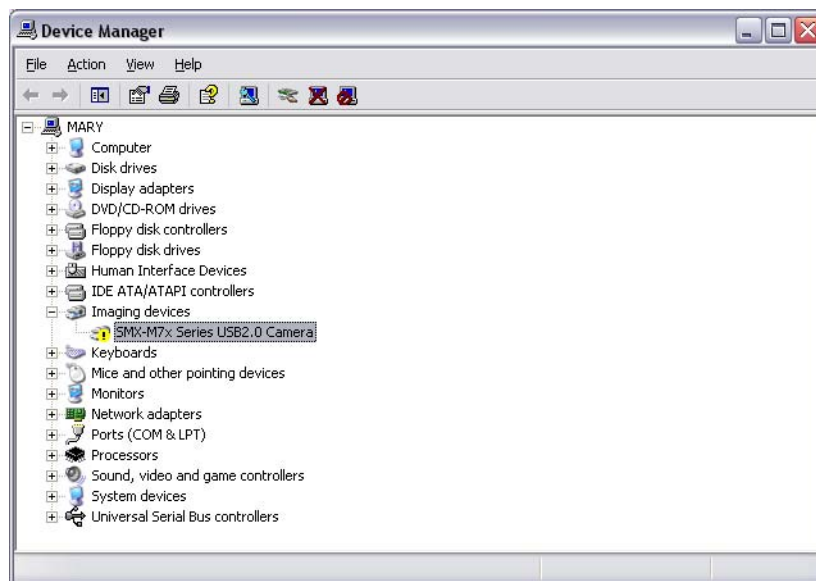 Device Manager
File Action View Help
MARY
Computer
Disk drives
Display adapters
DVD/CD-ROM drives
Floppy disk controllers
Floppy disk drives
Human Interface Devices
IDE ATA/ATAPI controllers
Imaging devices
SMX-M7x Series USB2.0 Camera
Keyboards
Mice and other pointing devices
Monitors
Network adapters
Ports (COM & LPT)
Processors
Sound, video and game controllers
System devices
Universal Serial Bus controllers